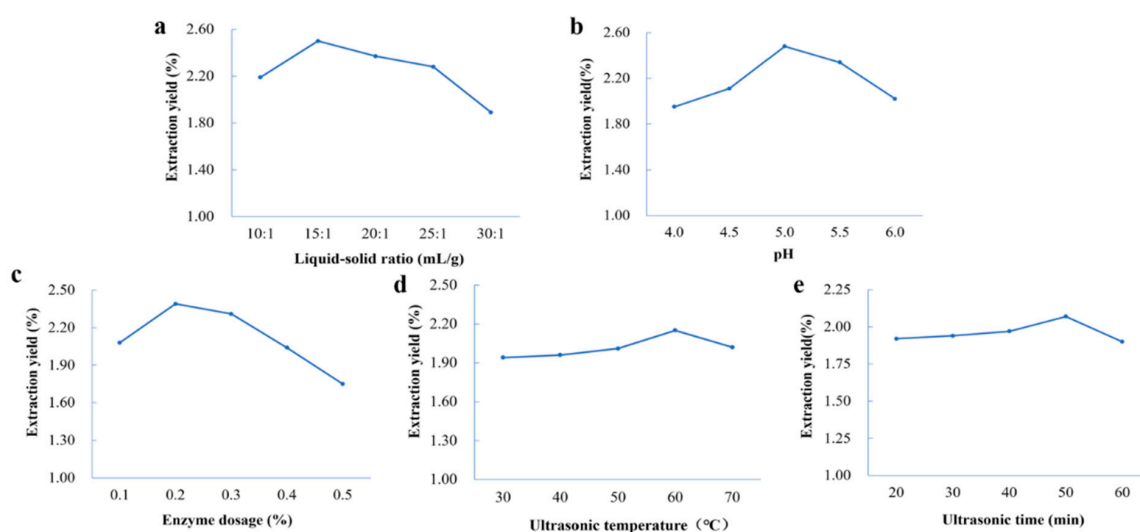 a
2.60
2.20
1.80
1.40
1.00
Extraction yield (%)
10:1 15:1 20:1 25:1 30:1
Liquid-solid ratio (mL/g)
b
2.60
2.20
1.80
1.40
1.00
Extraction yield(%)
4.0 4.5 5.0 5.5 6.0
pH
c
2.50
2.20
1.90
1.60
1.30
1.00
Extraction yield (%)
0.1 0.2 0.3 0.4 0.5
Enzyme dosage (%)
d
2.50
2.20
1.90
1.60
1.30
1.00
Extraction yield (%)
30 40 50 60 70
Ultrasonic temperature（℃）
e
2.25
2.00
1.75
1.50
1.25
1.00
Extraction yield(%)
20 30 40 50 60
Ultrasonic time (min)